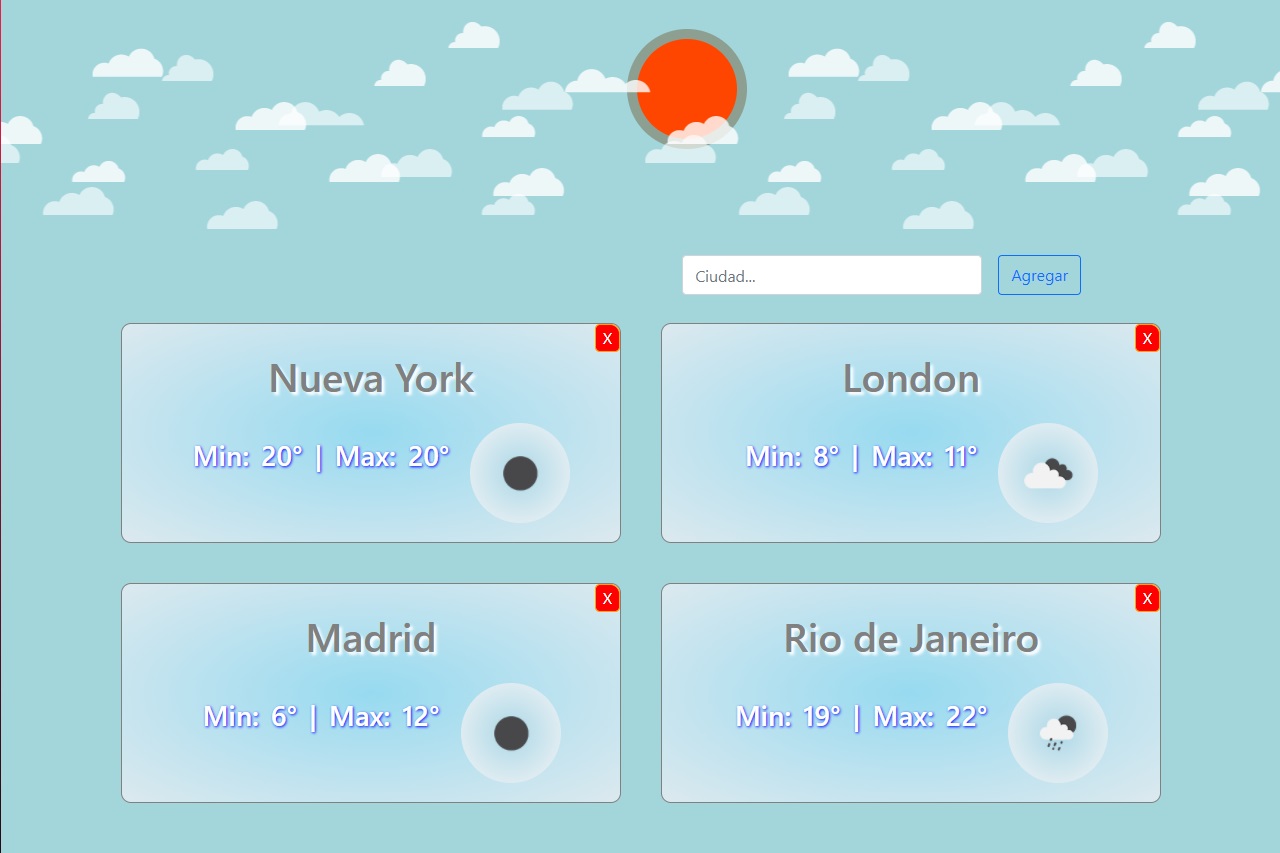 Ciudad...
Agregar
X
Nueva York
Min: 20° | Max: 20°
X
London
Min: 8° | Max: 11°
X
Madrid
Min: 6° | Max: 12°
X
Rio de Janeiro
Min: 19° | Max: 22°